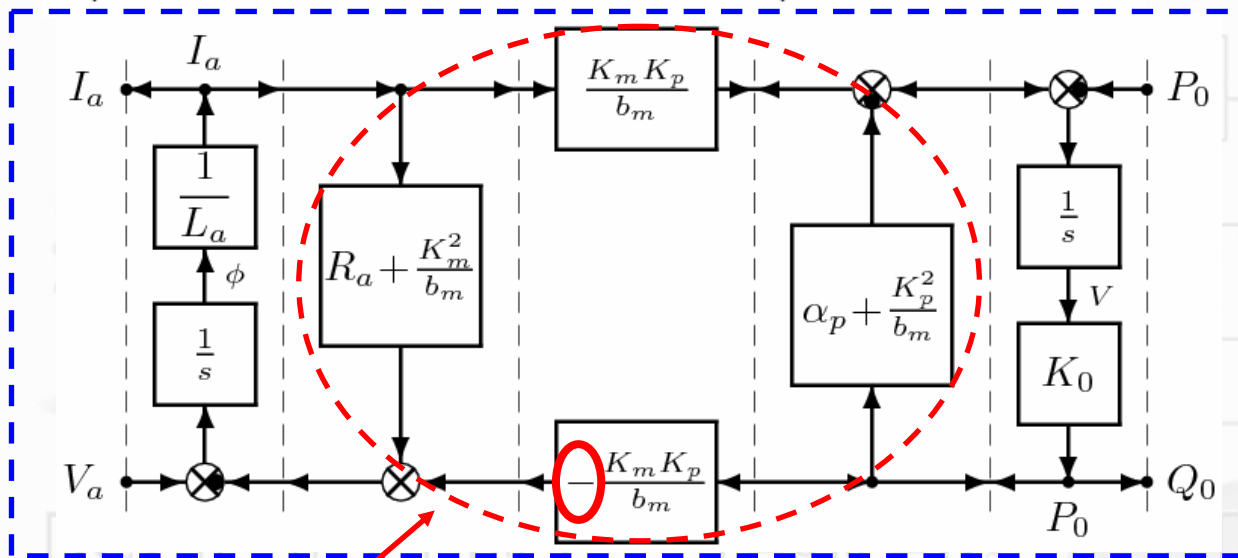 I_a
I_a
K_m K_p
b_m
P_0
1
L_a
ϕ
1
s
R_a + K_m^2
b_m
α_p + K_p^2
b_m
1
s
V
K_0
V_a
− K_m K_p
b_m
P_0
Q_0